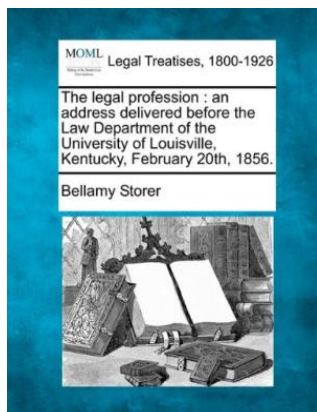 MOML Legal Treatises, 1800-1926
The legal profession : an
address delivered before the
Law Department of the
University of Louisville,
Kentucky, February 20th, 1856.
Bellamy Storer